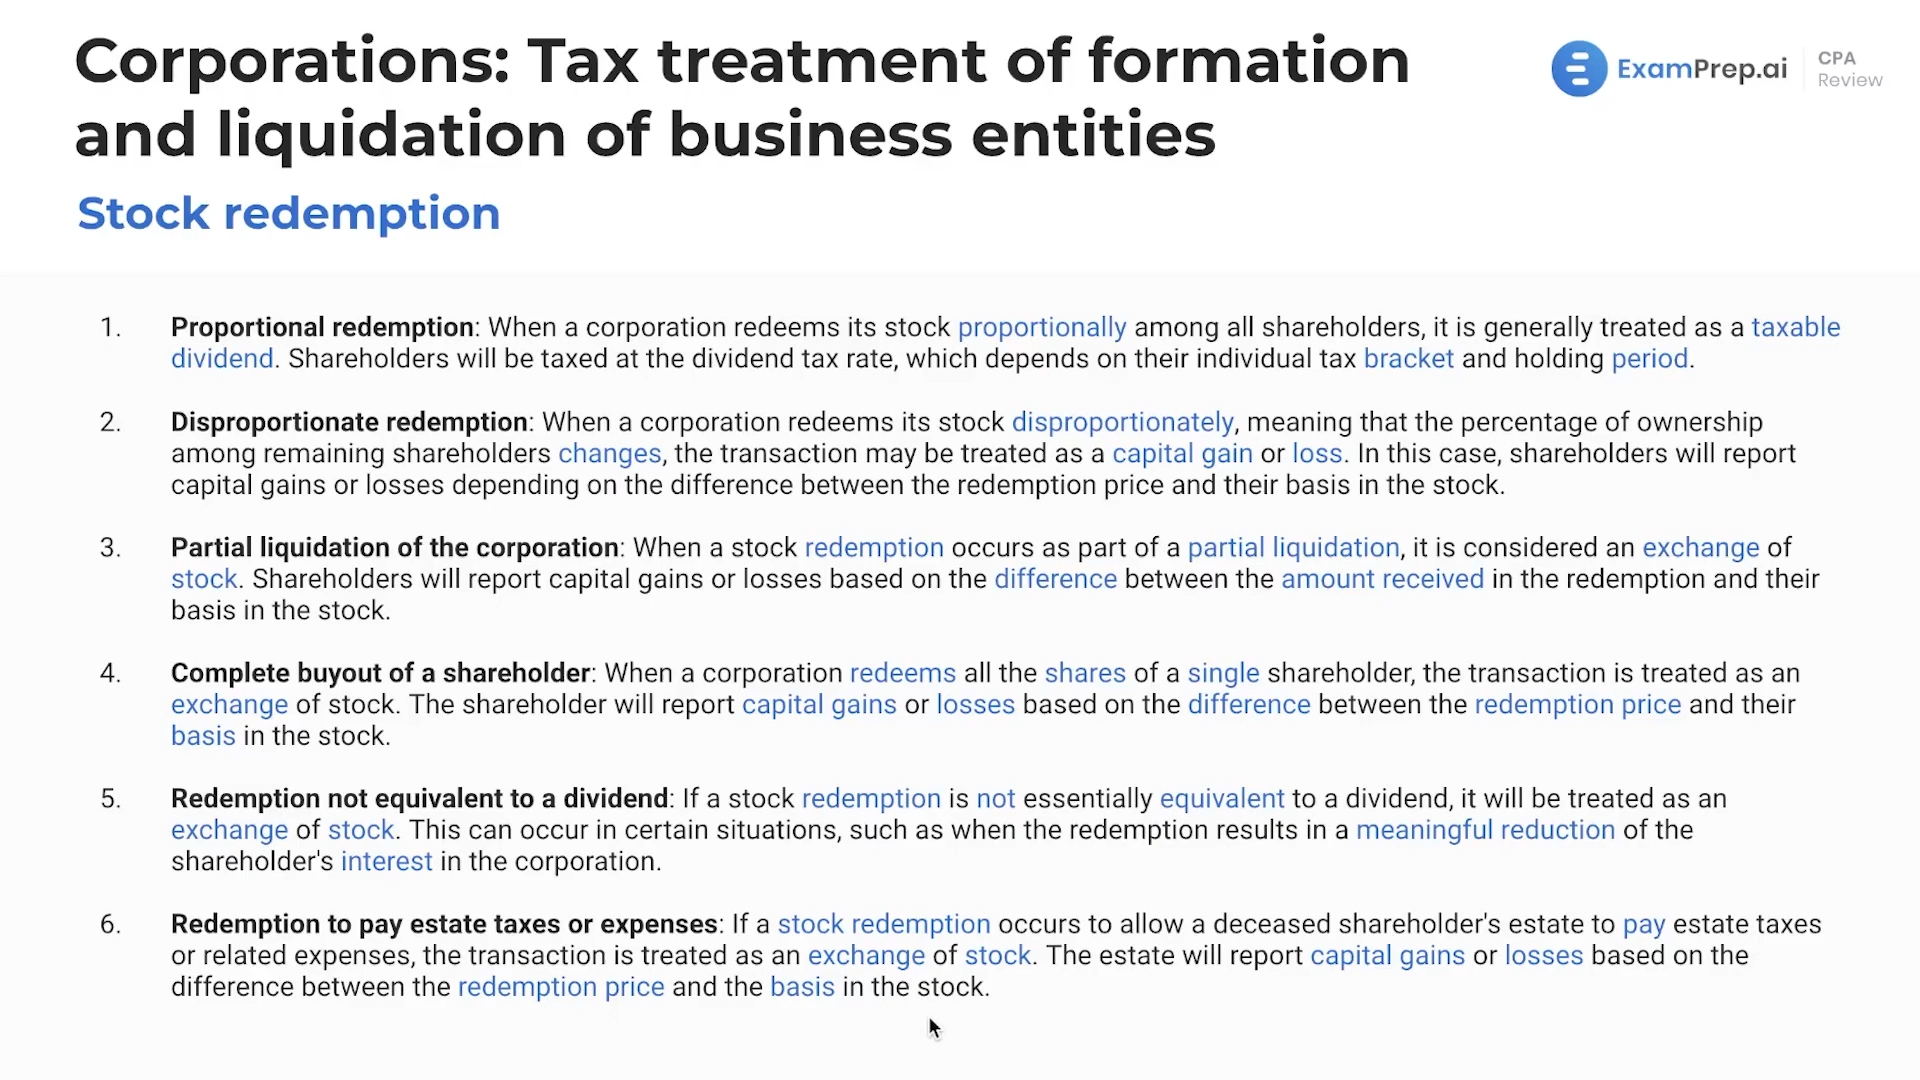 Corporations: Tax treatment of formation
and liquidation of business entities
ExamPrep.ai
CPA
Review
Stock redemption
1. Proportional redemption: When a corporation redeems its stock proportionally among all shareholders, it is generally treated as a taxable
dividend. Shareholders will be taxed at the dividend tax rate, which depends on their individual tax bracket and holding period.
2. Disproportionate redemption: When a corporation redeems its stock disproportionately, meaning that the percentage of ownership
among remaining shareholders changes, the transaction may be treated as a capital gain or loss. In this case, shareholders will report
capital gains or losses depending on the difference between the redemption price and their basis in the stock.
3. Partial liquidation of the corporation: When a stock redemption occurs as part of a partial liquidation, it is considered an exchange of
stock. Shareholders will report capital gains or losses based on the difference between the amount received in the redemption and their
basis in the stock.
4. Complete buyout of a shareholder: When a corporation redeems all the shares of a single shareholder, the transaction is treated as an
exchange of stock. The shareholder will report capital gains or losses based on the difference between the redemption price and their
basis in the stock.
5. Redemption not equivalent to a dividend: If a stock redemption is not essentially equivalent to a dividend, it will be treated as an
exchange of stock. This can occur in certain situations, such as when the redemption results in a meaningful reduction of the
shareholder's interest in the corporation.
6. Redemption to pay estate taxes or expenses: If a stock redemption occurs to allow a deceased shareholder's estate to pay estate taxes
or related expenses, the transaction is treated as an exchange of stock. The estate will report capital gains or losses based on the
difference between the redemption price and the basis in the stock.